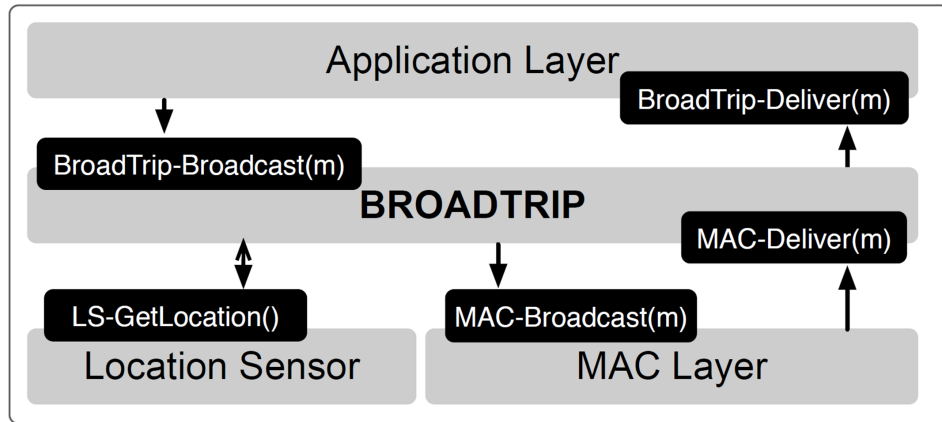 Application Layer
BroadTrip-Deliver(m)
BroadTrip-Broadcast(m)
BROADTRIP
MAC-Deliver(m)
LS-GetLocation()
MAC-Broadcast(m)
Location Sensor
MAC Layer